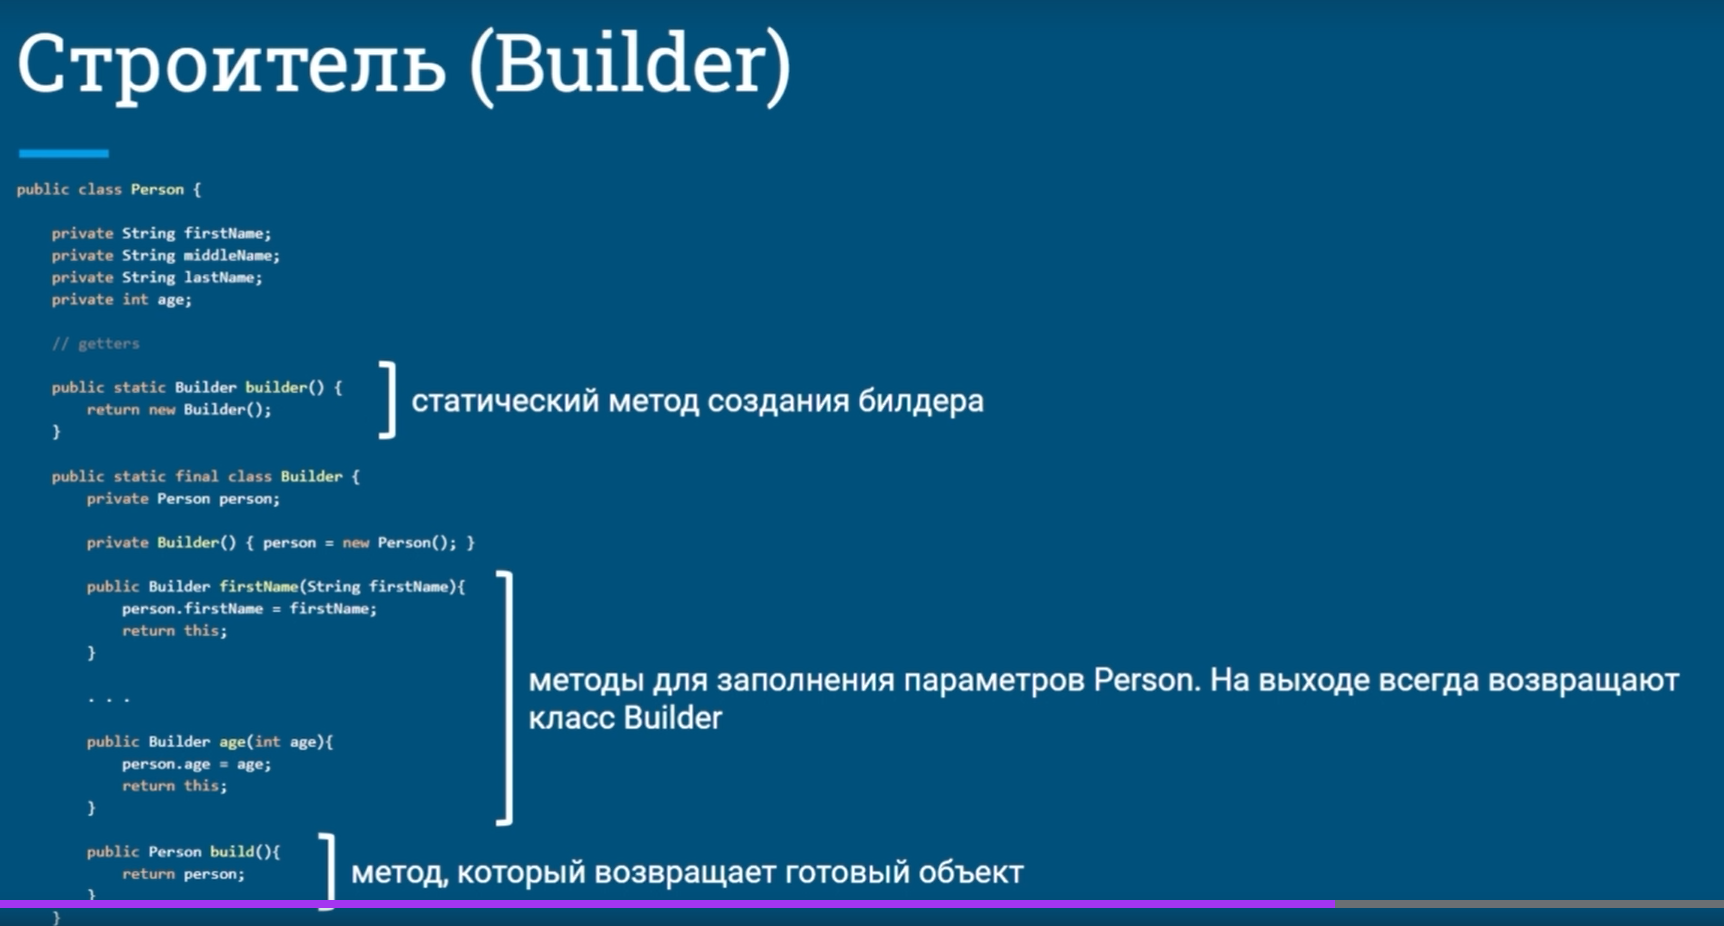 Строитель (Builder)
public class Person {
private String firstName;
private String middleName;
private String lastName;
private int age;
// getters
public static Builder builder() {
return new Builder();
}
статический метод создания билдера
public static final class Builder {
private Person person;
private Builder() { person = new Person(); }
public Builder firstName(String firstName){
person.firstName = firstName;
return this;
}
. . .
public Builder age(int age){
person.age = age;
return this;
}
методы для заполнения параметров Person. На выходе всегда возвращают
класс Builder
public Person build(){
return person;
}
метод, который возвращает готовый объект
}